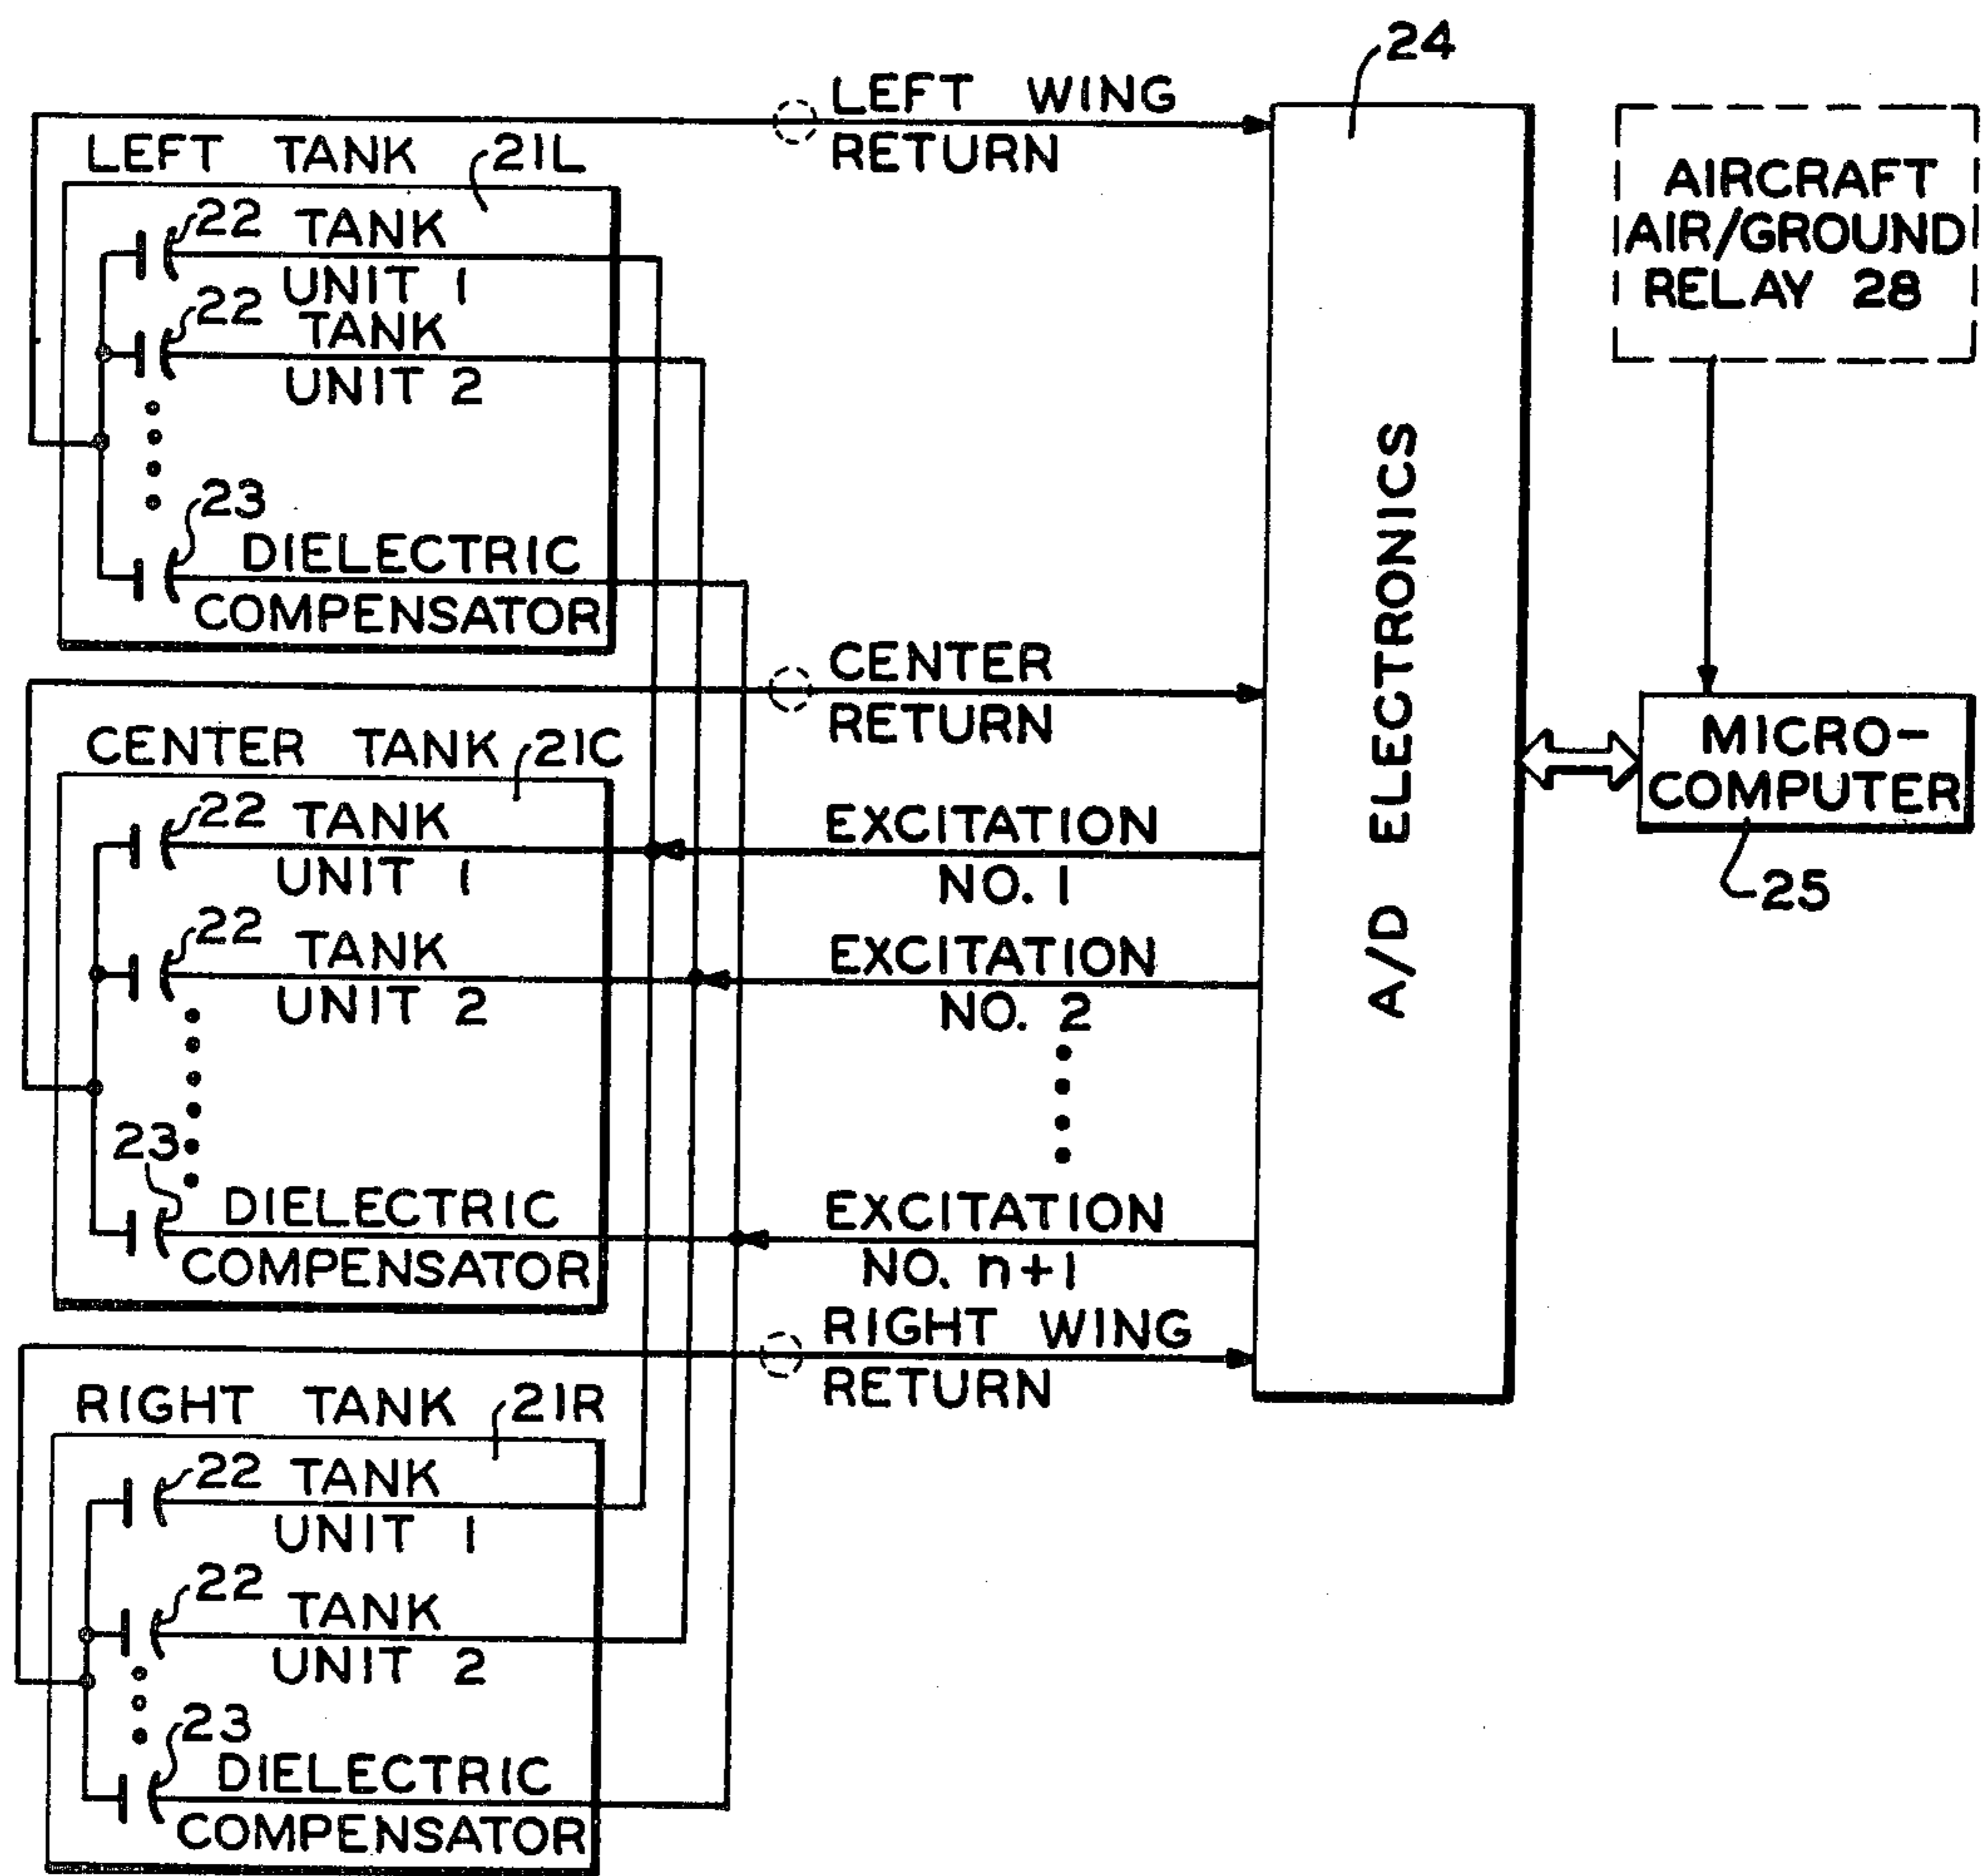 24
LEFT WING
RETURN
LEFT TANK 21L
22 TANK
UNIT 1
22 TANK
UNIT 2
23
DIELECTRIC
COMPENSATOR
AIRCRAFT
AIR/GROUND
RELAY 28
A/D ELECTRONICS
CENTER
RETURN
MICRO-
COMPUTER
25
CENTER TANK 21C
22 TANK
UNIT 1
22 TANK
UNIT 2
23
DIELECTRIC
COMPENSATOR
EXCITATION
NO. 1
EXCITATION
NO. 2
EXCITATION
NO. n+1
RIGHT WING
RETURN
RIGHT TANK 21R
22 TANK
UNIT 1
22 TANK
UNIT 2
23
DIELECTRIC
COMPENSATOR